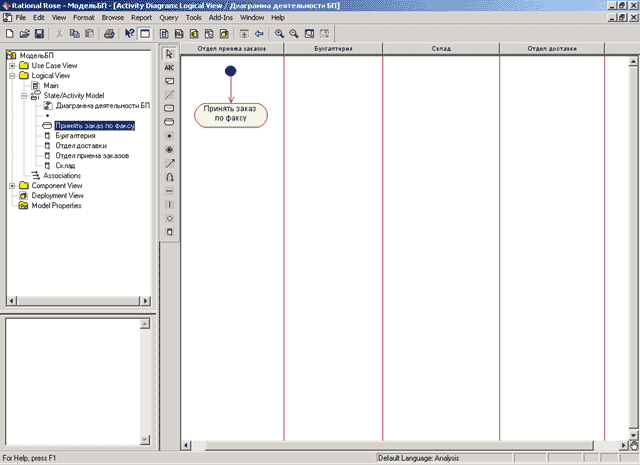 Rational Rose - МодельБП - [Activity Diagram: Logical View / Диаграмма деятельности БП]
File Edit View Format Browse Report Query Tools Add-Ins Window Help
МодельБП
Use Case View
Logical View
Main
State/Activity Model
Диаграмма деятельности БП
Принять заказ по факсу
Бухгалтерия
Отдел доставки
Отдел приема заказов
Склад
Associations
Component View
Deployment View
Model Properties
ABC
Отдел приема заказов Бухгалтерия Склад Отдел доставки
Принять заказ
по факсу
For Help, press F1
Default Language: Analysis